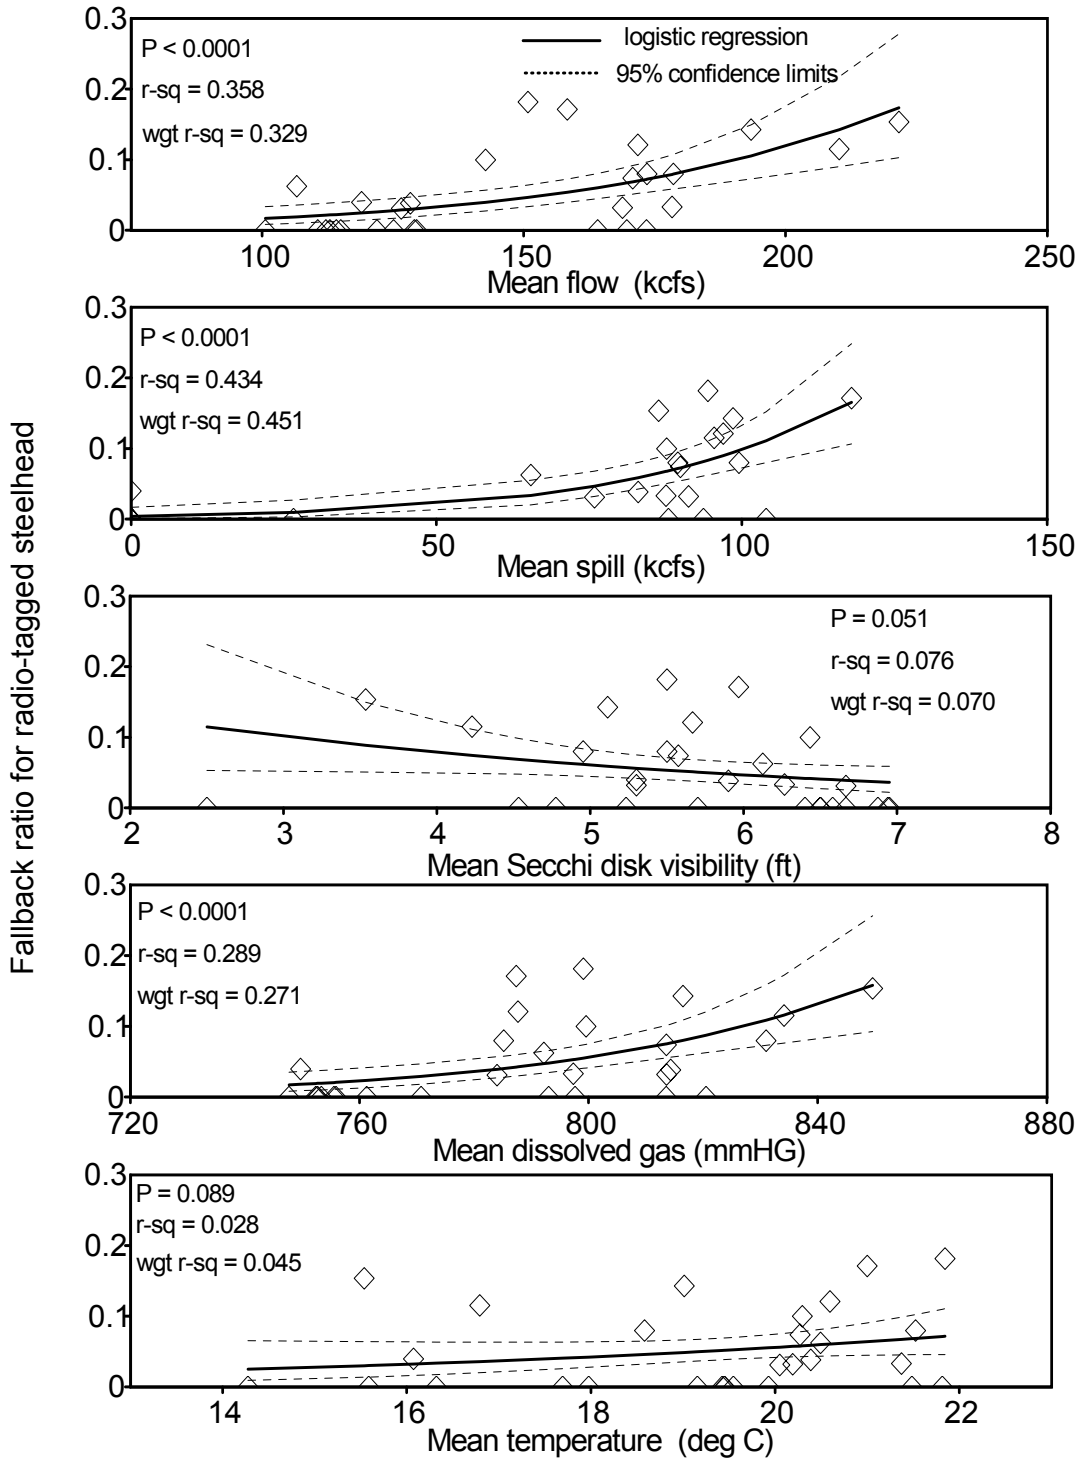 Fallback ratio for radio-tagged steelhead
0.3
0.2
0.1
0
P < 0.0001
r-sq = 0.358
wgt r-sq = 0.329
logistic regression
95% confidence limits
100 150 200 250
Mean flow (kcfs)
0.3
0.2
0.1
0
P < 0.0001
r-sq = 0.434
wgt r-sq = 0.451
0 50 100 150
Mean spill (kcfs)
0.3
0.2
0.1
0
P = 0.051
r-sq = 0.076
wgt r-sq = 0.070
2 3 4 5 6 7 8
Mean Secchi disk visibility (ft)
0.3
0.2
0.1
0
P < 0.0001
r-sq = 0.289
wgt r-sq = 0.271
720 760 800 840 880
Mean dissolved gas (mmHG)
0.3
0.2
0.1
0
P = 0.089
r-sq = 0.028
wgt r-sq = 0.045
14 16 18 20 22
Mean temperature (deg C)